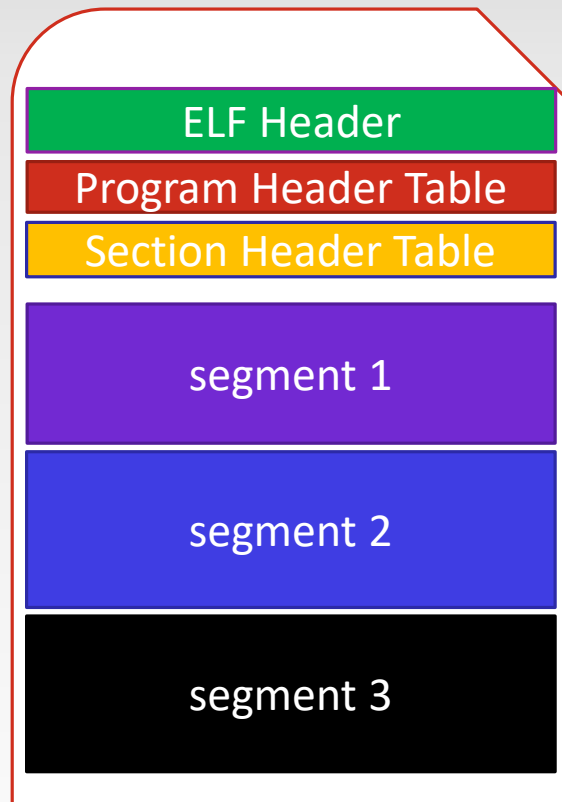 ELF Header
Program Header Table
Section Header Table
segment 1
segment 2
segment 3